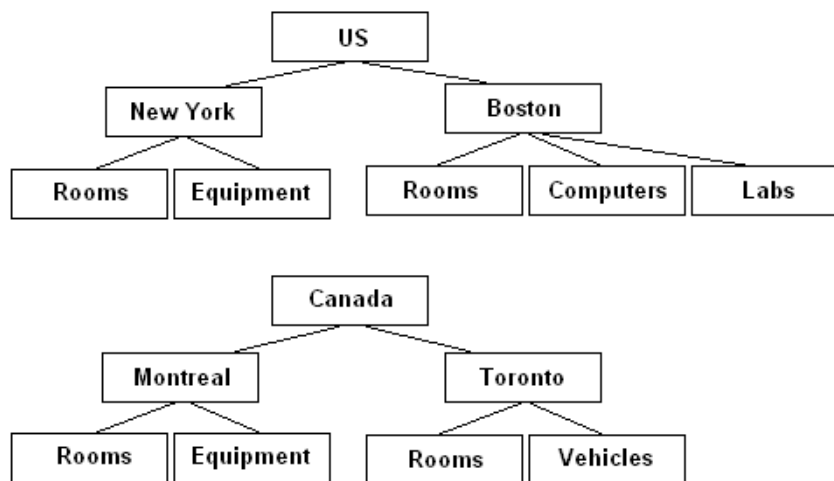 US
New York
Boston
Rooms
Equipment
Rooms
Computers
Labs
Canada
Montreal
Toronto
Rooms
Equipment
Rooms
Vehicles